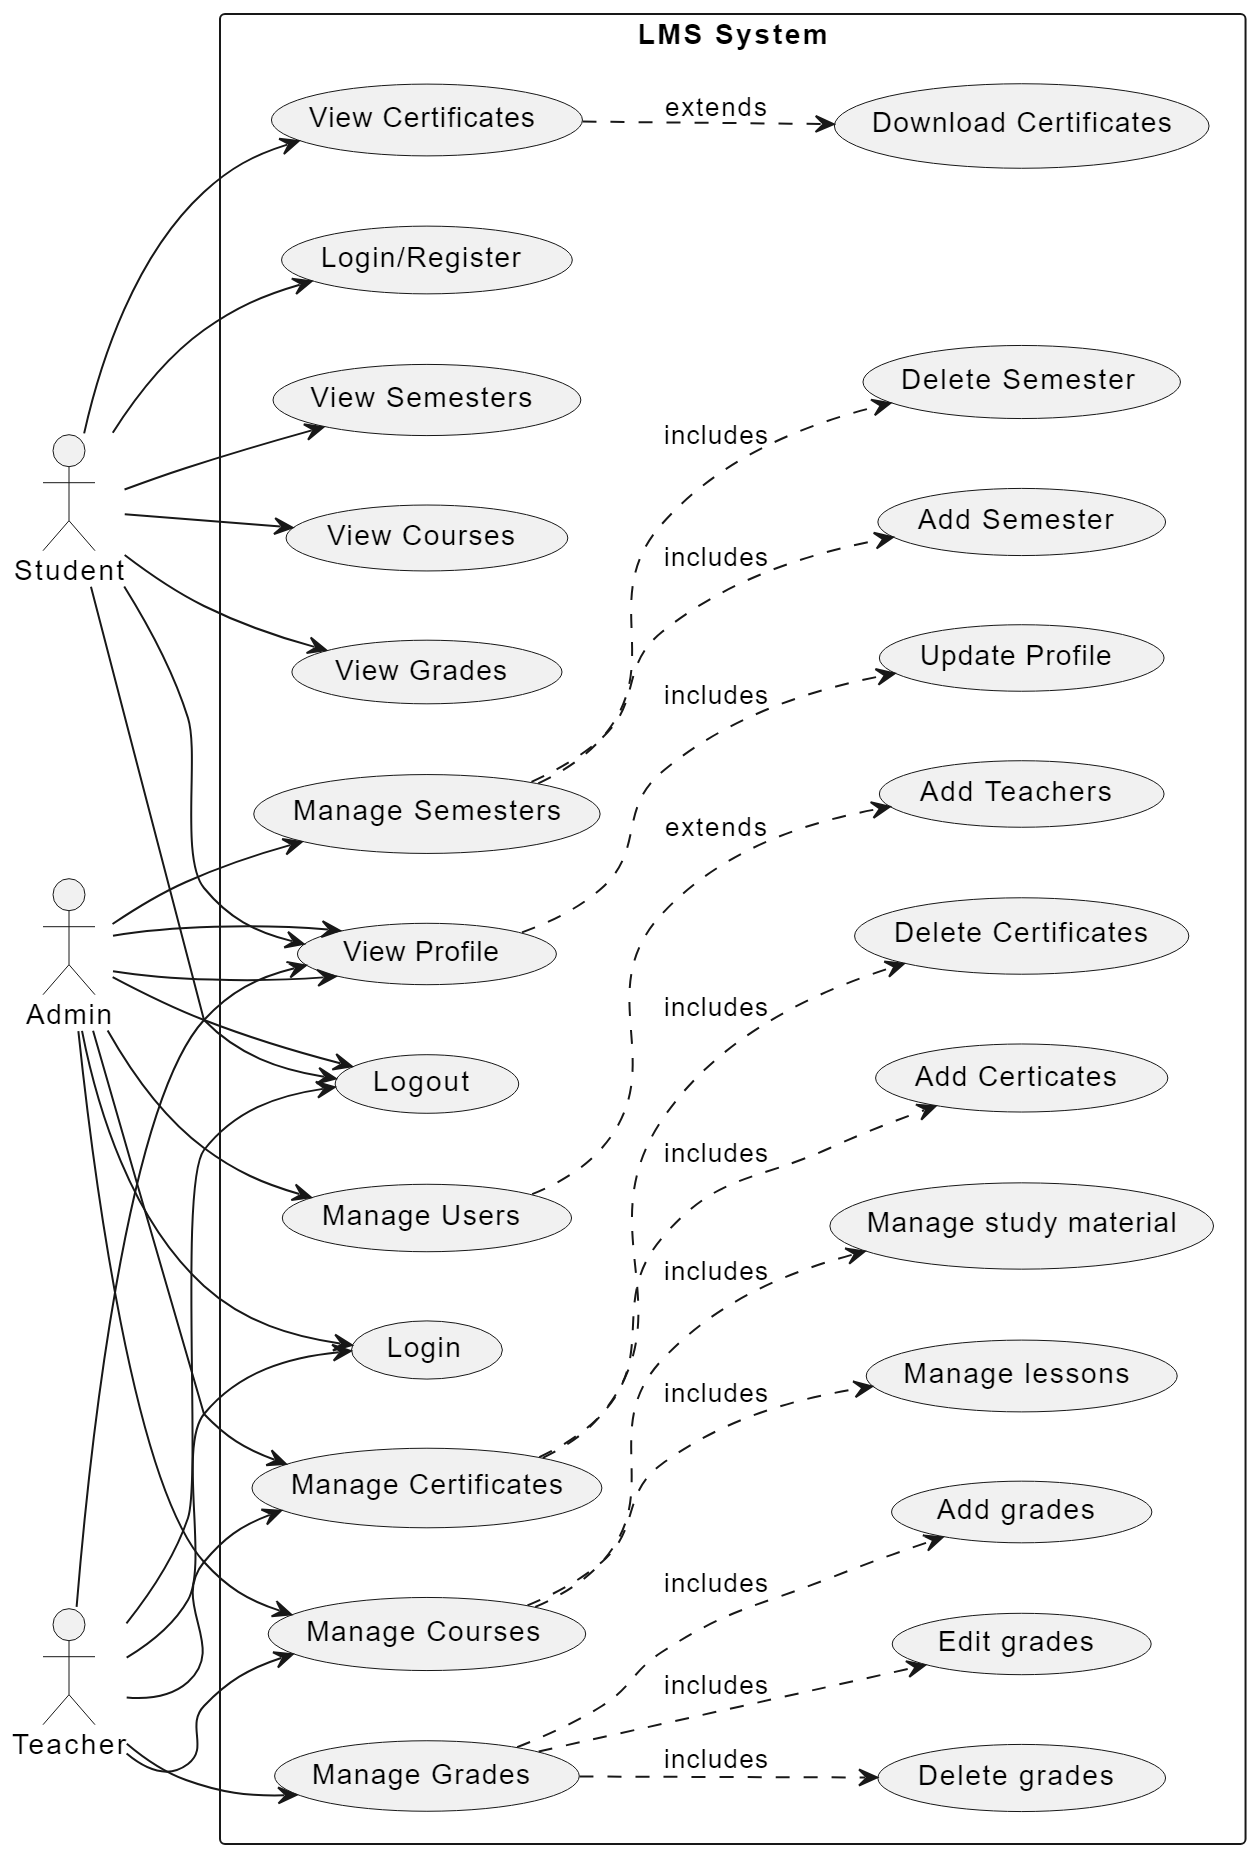 LMS System
View Certificates
extends
Download Certificates
Login/Register
View Semesters
Delete Semester
includes
View Courses
Add Semester
includes
Student
View Grades
Update Profile
includes
Manage Semesters
Add Teachers
extends
View Profile
Delete Certificates
includes
Admin
Logout
Add Certicates
includes
Manage Users
Manage study material
includes
Login
Manage lessons
includes
Manage Certificates
Add grades
includes
Manage Courses
Edit grades
includes
Teacher
Manage Grades
includes
Delete grades